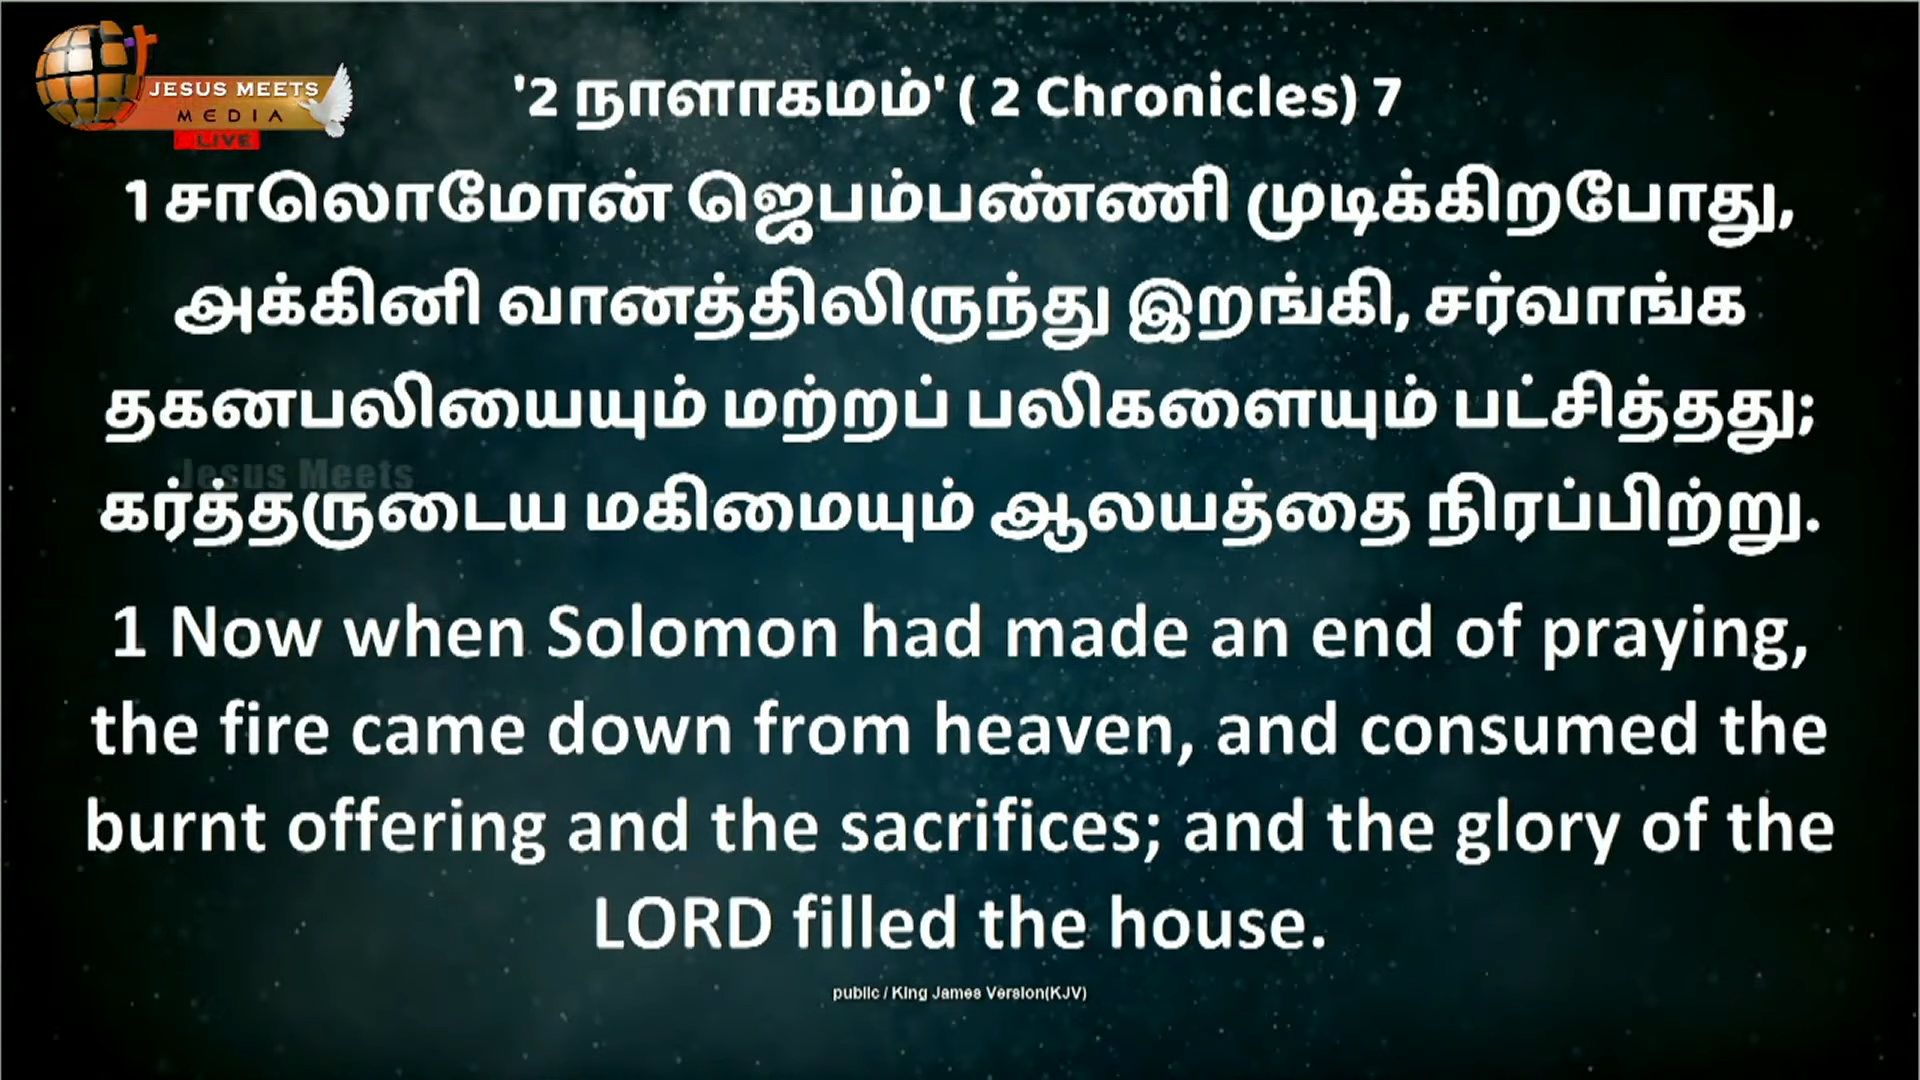 JESUS MEETS
MEDIA
LIVE
'2 நாளாகமம்' ( 2 Chronicles) 7
1 சாலொமோன் ஜெபம்பண்ணி முடிக்கிறபோது,
அக்கினி வானத்திலிருந்து இறங்கி, சர்வாங்க
தகனபலியையும் மற்றப் பலிகளையும் பட்சித்தது;
Jesus Meets
கர்த்தருடைய மகிமையும் ஆலயத்தை நிரப்பிற்று.
1 Now when Solomon had made an end of praying,
the fire came down from heaven, and consumed the
burnt offering and the sacrifices; and the glory of the
LORD filled the house.
public / King James Version(KJV)